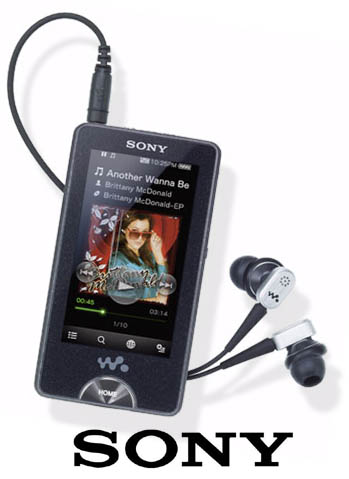 SONY
10:25PM
Another Wanna Be
Brittany McDonald
Brittany McDonald-EP
00:45
03:14
1/10
HOME
SONY